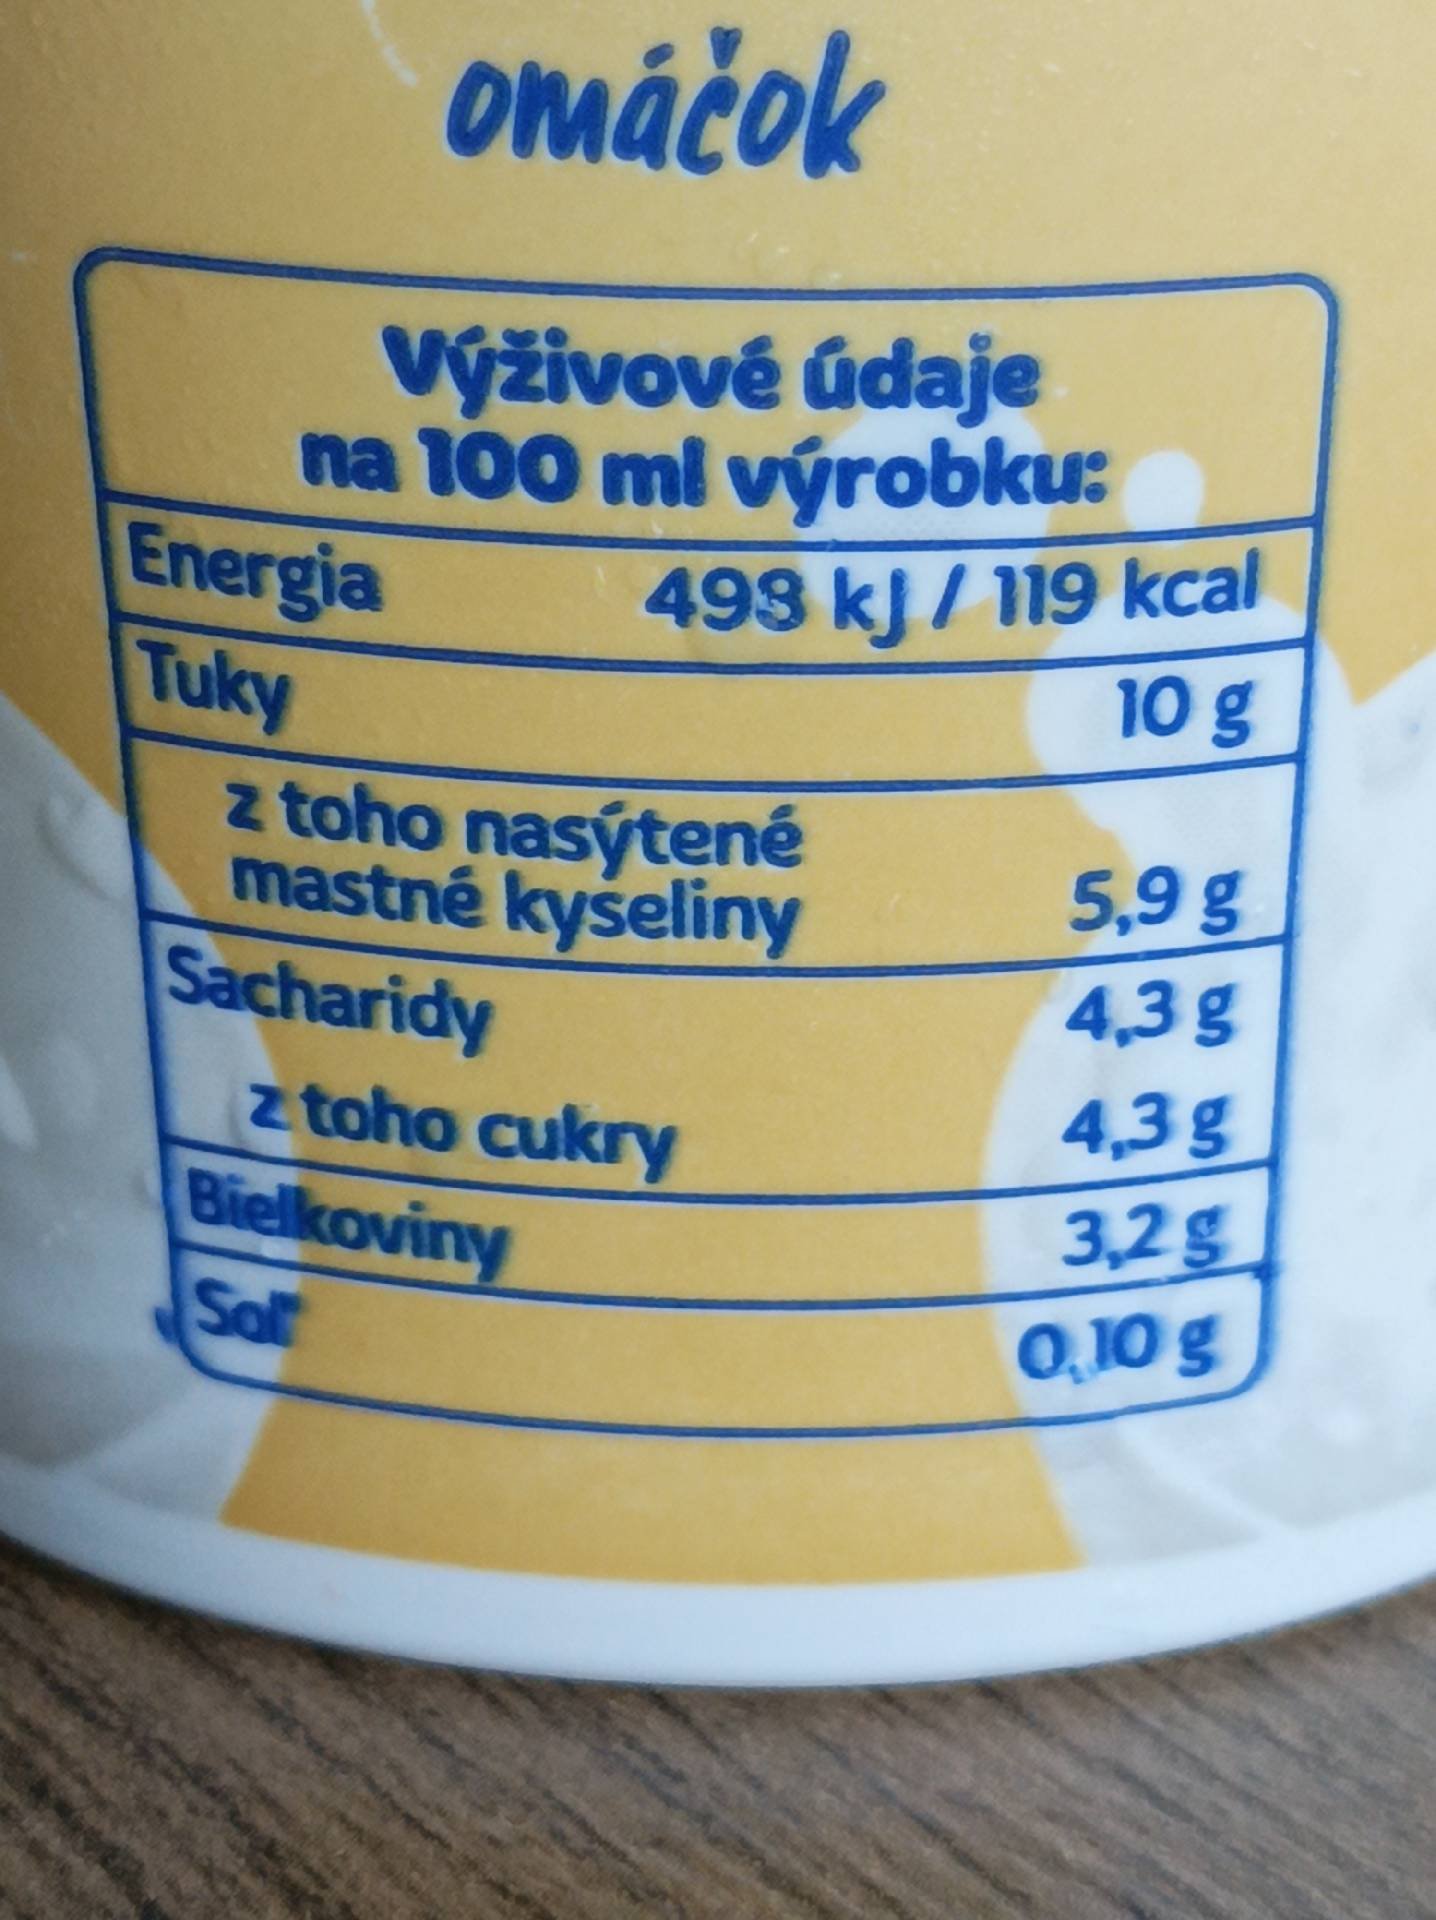 omáčok
Výživové údaje
na 100 ml výrobku:
Energia 498 kJ / 119 kcal
Tuky 10 g
z toho nasýtené
mastné kyseliny 5,9 g
Sacharidy 4,3 g
z toho cukry 4,3 g
Bielkoviny 3,2 g
Soľ 0,10 g